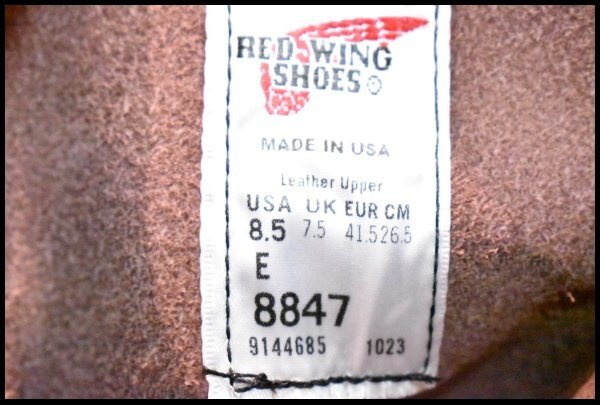 RED WING
SHOES ®
MADE IN USA
Leather Upper
USA UK EUR CM
8.5 7.5 41.5 26.5
E
8847
9144685 1023